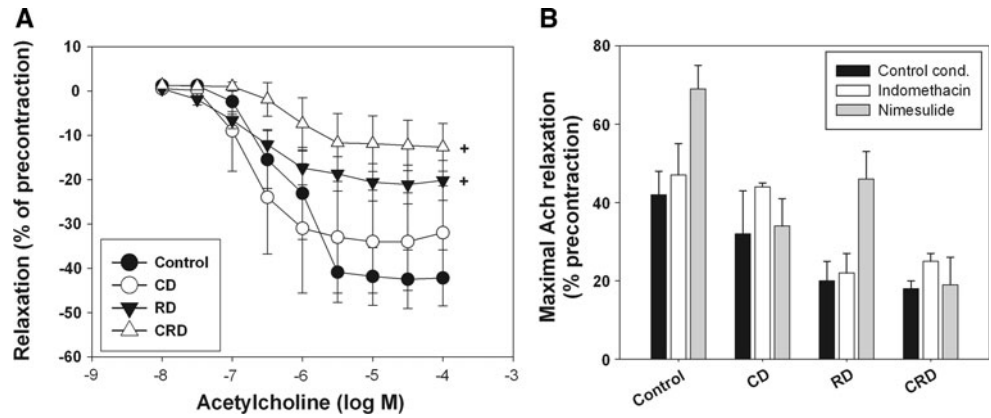 A
Relaxation (% of precontraction)
10
0
-10
-20
-30
-40
-50
-60
+
+
Control
CD
RD
CRD
-9
-8
-7
-6
-5
-4
-3
Acetylcholine (log M)
B
Maximal Ach relaxation
(% precontraction)
80
60
40
20
0
Control cond.
Indomethacin
Nimesulide
Control
CD
RD
CRD